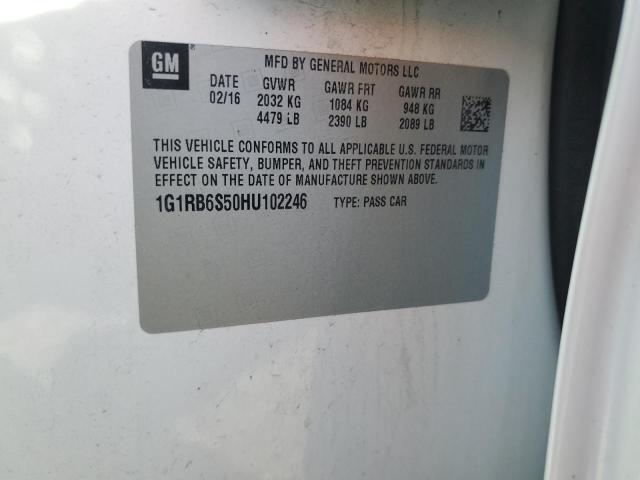 GM ®
MFD BY GENERAL MOTORS LLC
DATE GVWR GAWR FRT GAWR RR
02/16 2032 KG 1084 KG 948 KG
4479 LB 2390 LB 2089 LB
THIS VEHICLE CONFORMS TO ALL APPLICABLE U.S. FEDERAL MOTOR
VEHICLE SAFETY, BUMPER, AND THEFT PREVENTION STANDARDS IN
EFFECT ON THE DATE OF MANUFACTURE SHOWN ABOVE.
1G1RB6S50HU102246 TYPE: PASS CAR